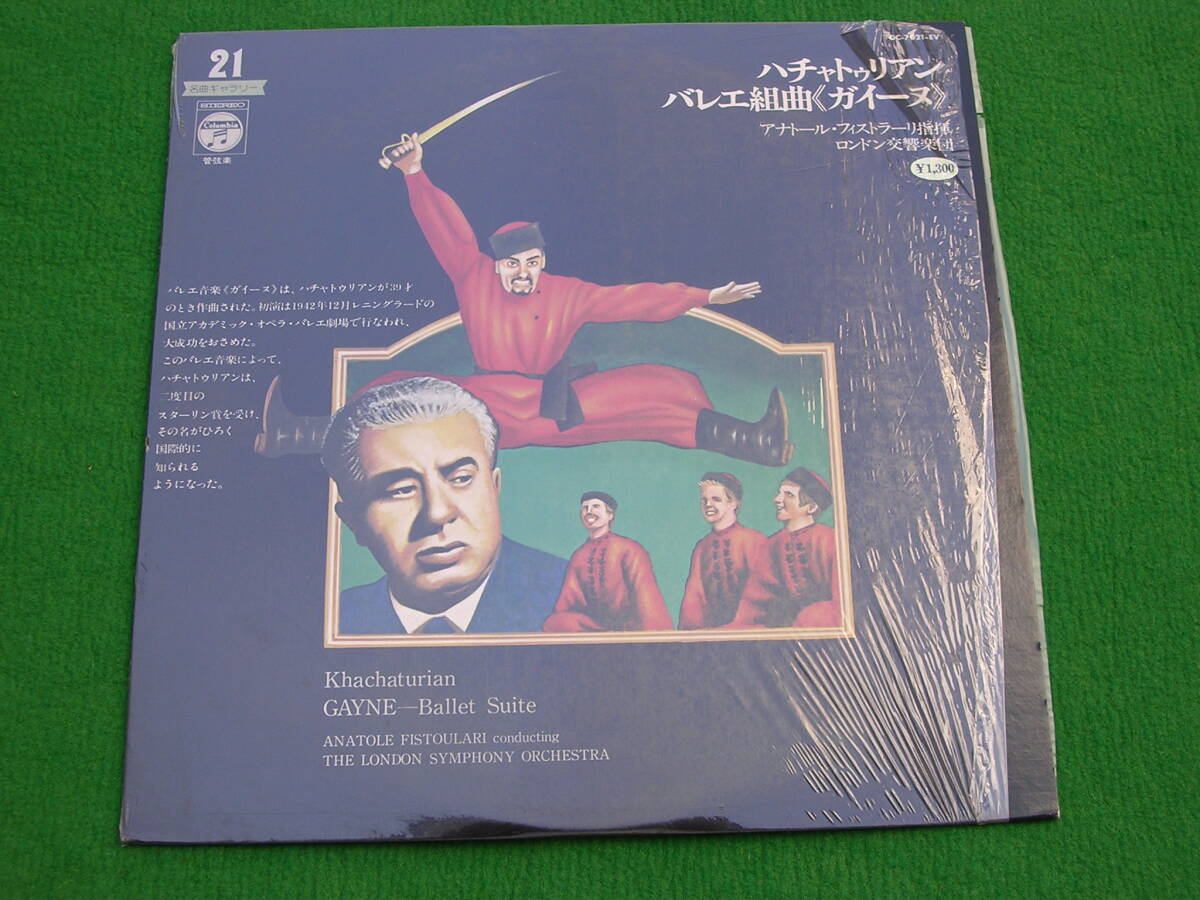 21
名曲ギャラリー
STEREO
Columbia
管弦楽
OC-7021-EV
ハチャトゥリアン
バレエ組曲《ガイーヌ》
アナトール・フィストラーリ指揮
ロンドン交響楽団
¥1,300
バレエ音楽《ガイーヌ》は、ハチャトゥリアンが39才
のとき作曲された。初演は1942年12月レニングラードの
国立アカデミック・オペラ・バレエ劇場で行なわれ、
大成功をおさめた。
このバレエ音楽によって、
ハチャトゥリアンは、
二度目の
スターリン賞を受け、
その名がひろく
国際的に
知られる
ようになった。
Khachaturian
GAYNE—Ballet Suite
ANATOLE FISTOULARI conducting
THE LONDON SYMPHONY ORCHESTRA